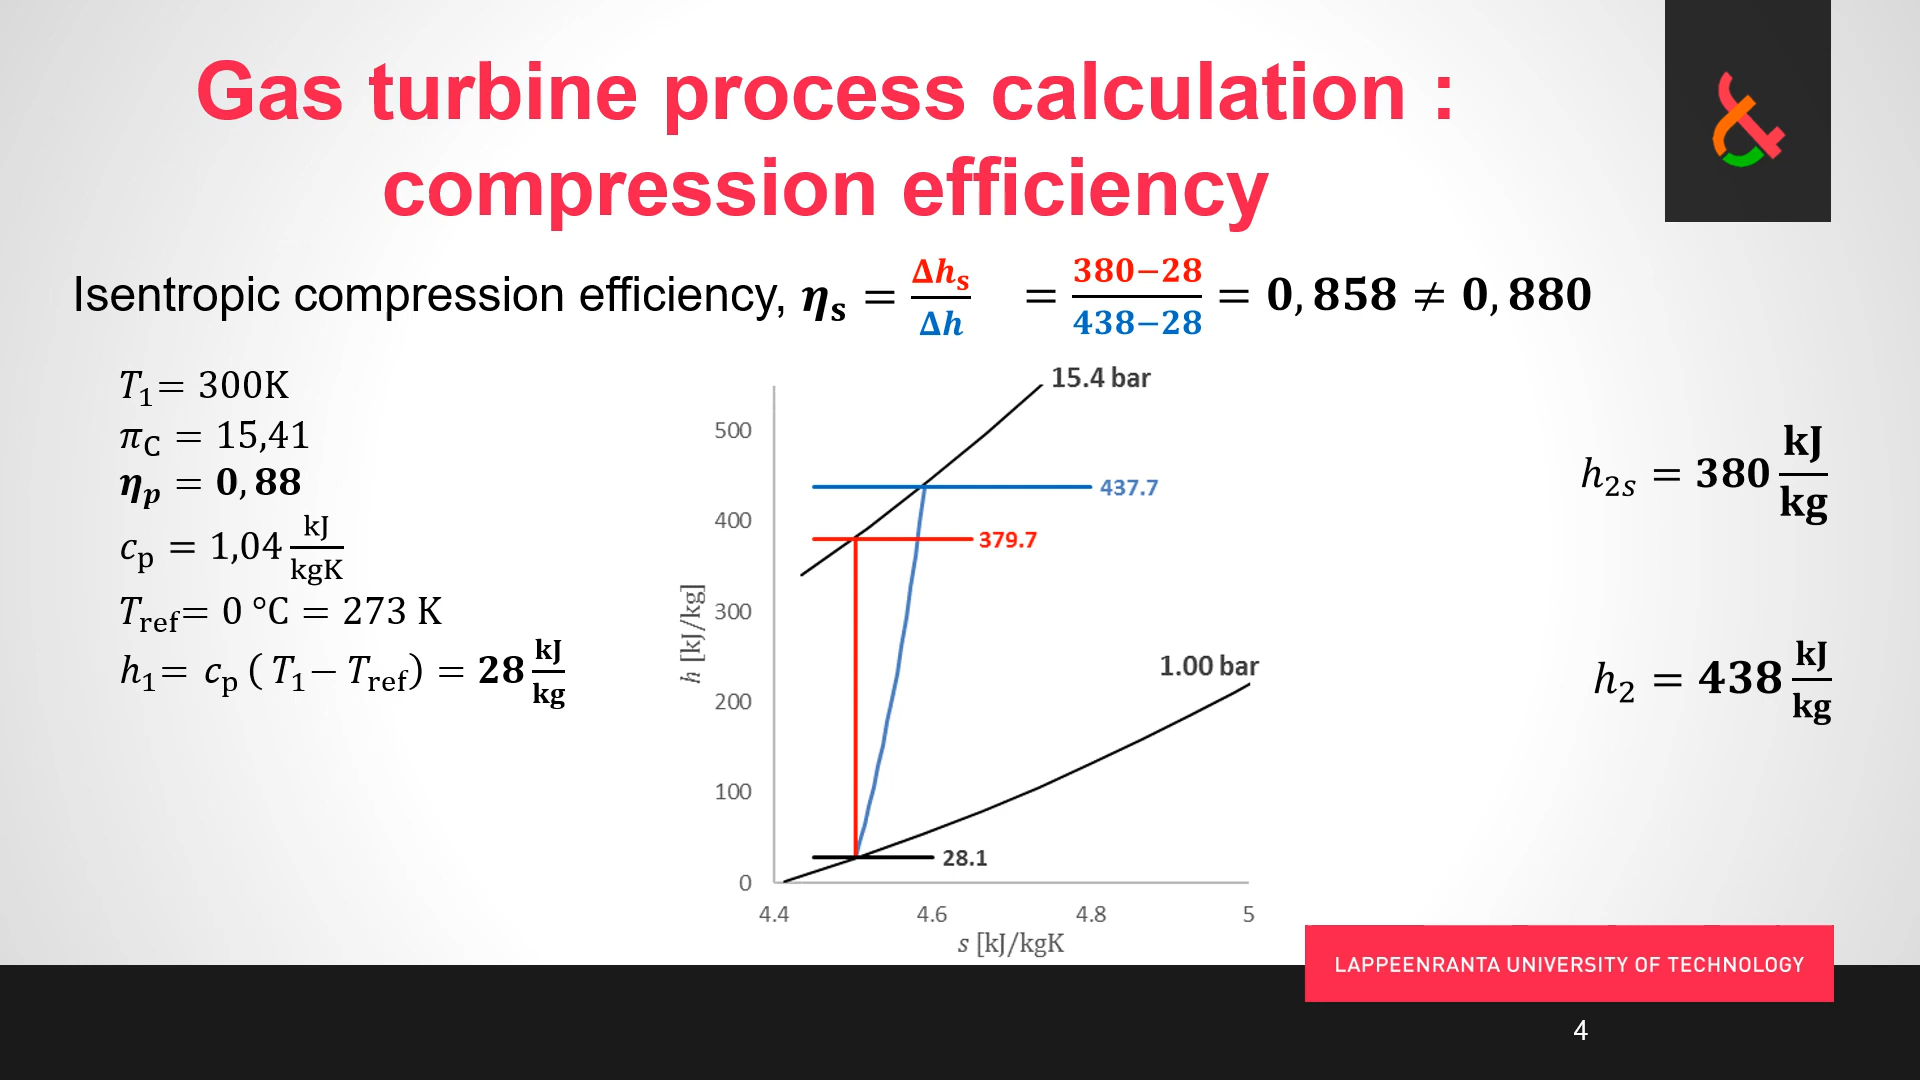 Gas turbine process calculation :
compression efficiency
Isentropic compression efficiency, ηs = Δhs/Δh = 380−28/438−28 = 0,858 ≠ 0,880
T1= 300K
πC = 15,41
ηp = 0,88
cp = 1,04 kJ/kgK
Tref= 0 °C = 273 K
h1= cp ( T1− Tref) = 28 kJ/kg
15.4 bar
500
437.7
400
379.7
h [kJ/kg]
300
1.00 bar
200
100
28.1
0
4.4 4.6 4.8 5
s [kJ/kgK
h2s = 380 kJ/kg
h2 = 438 kJ/kg
LAPPEENRANTA UNIVERSITY OF TECHNOLOGY
4